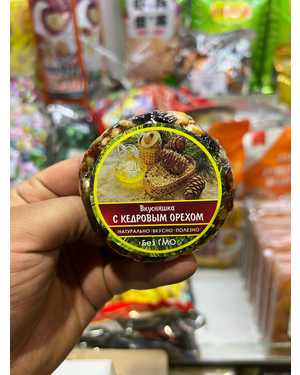 Вкусняшка
С КЕДРОВЫМ ОРЕХОМ
НАТУРАЛЬНО•ВКУСНО•ПОЛЕЗНО
Без ГМО